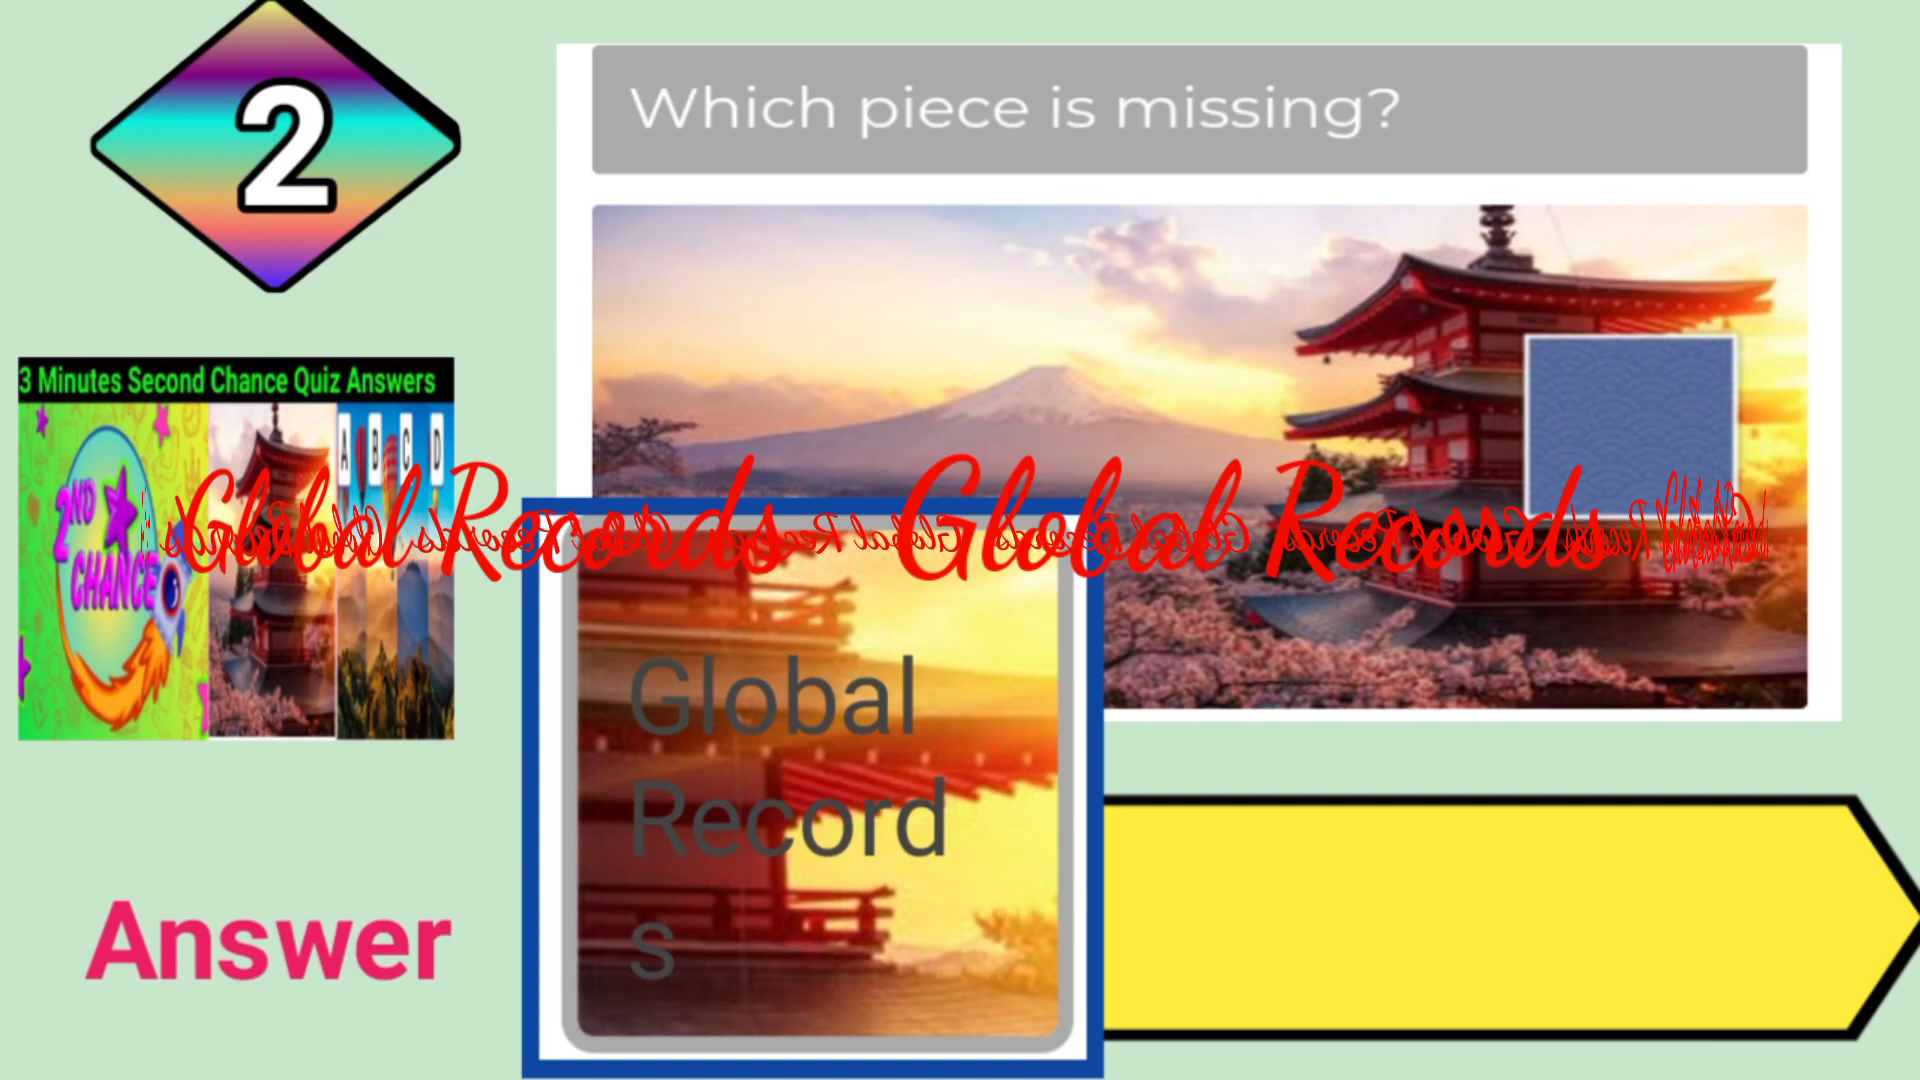 2
Which piece is missing?
3 Minutes Second Chance Quiz Answers
A B C D
2ND
CHANCE
Global Records Global Records
Global
Record
s
Answer